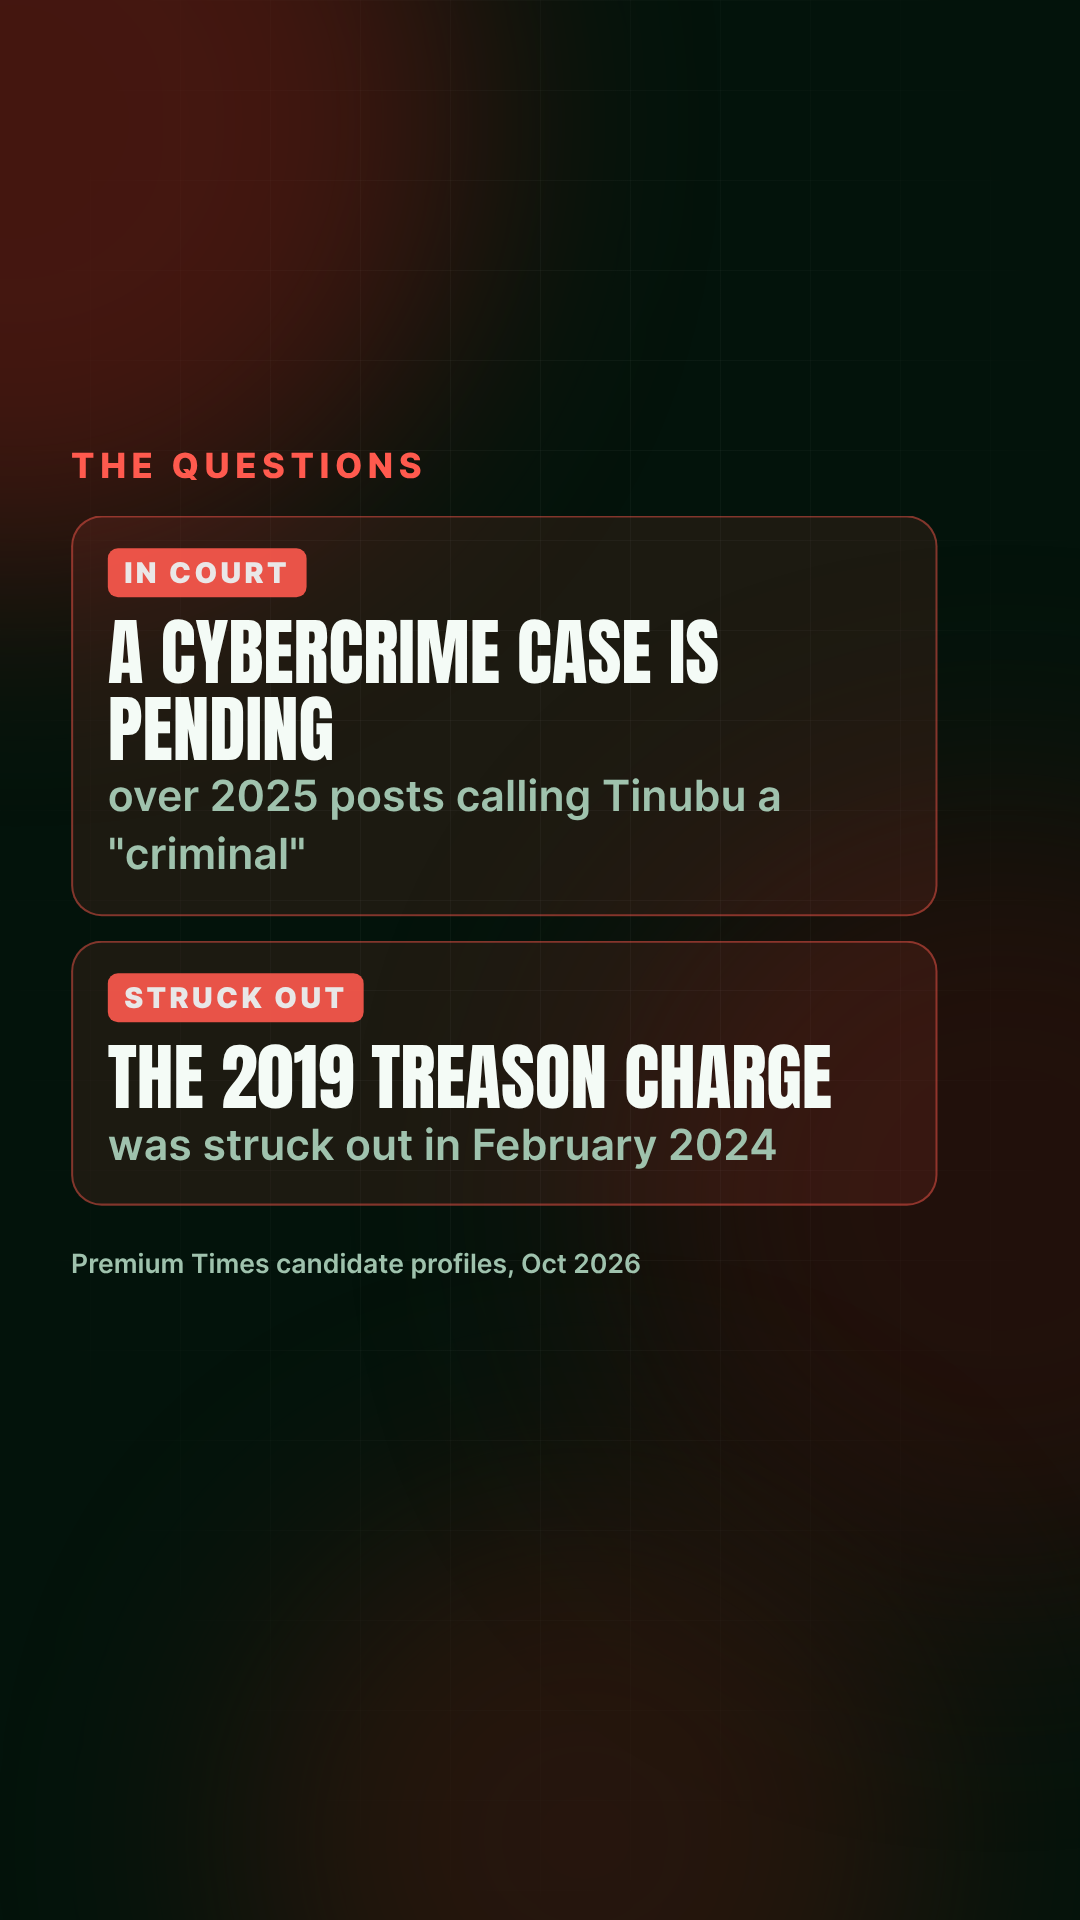 THE QUESTIONS
IN COURT
A CYBERCRIME CASE IS
PENDING
over 2025 posts calling Tinubu a
"criminal"
STRUCK OUT
THE 2019 TREASON CHARGE
was struck out in February 2024
Premium Times candidate profiles, Oct 2026